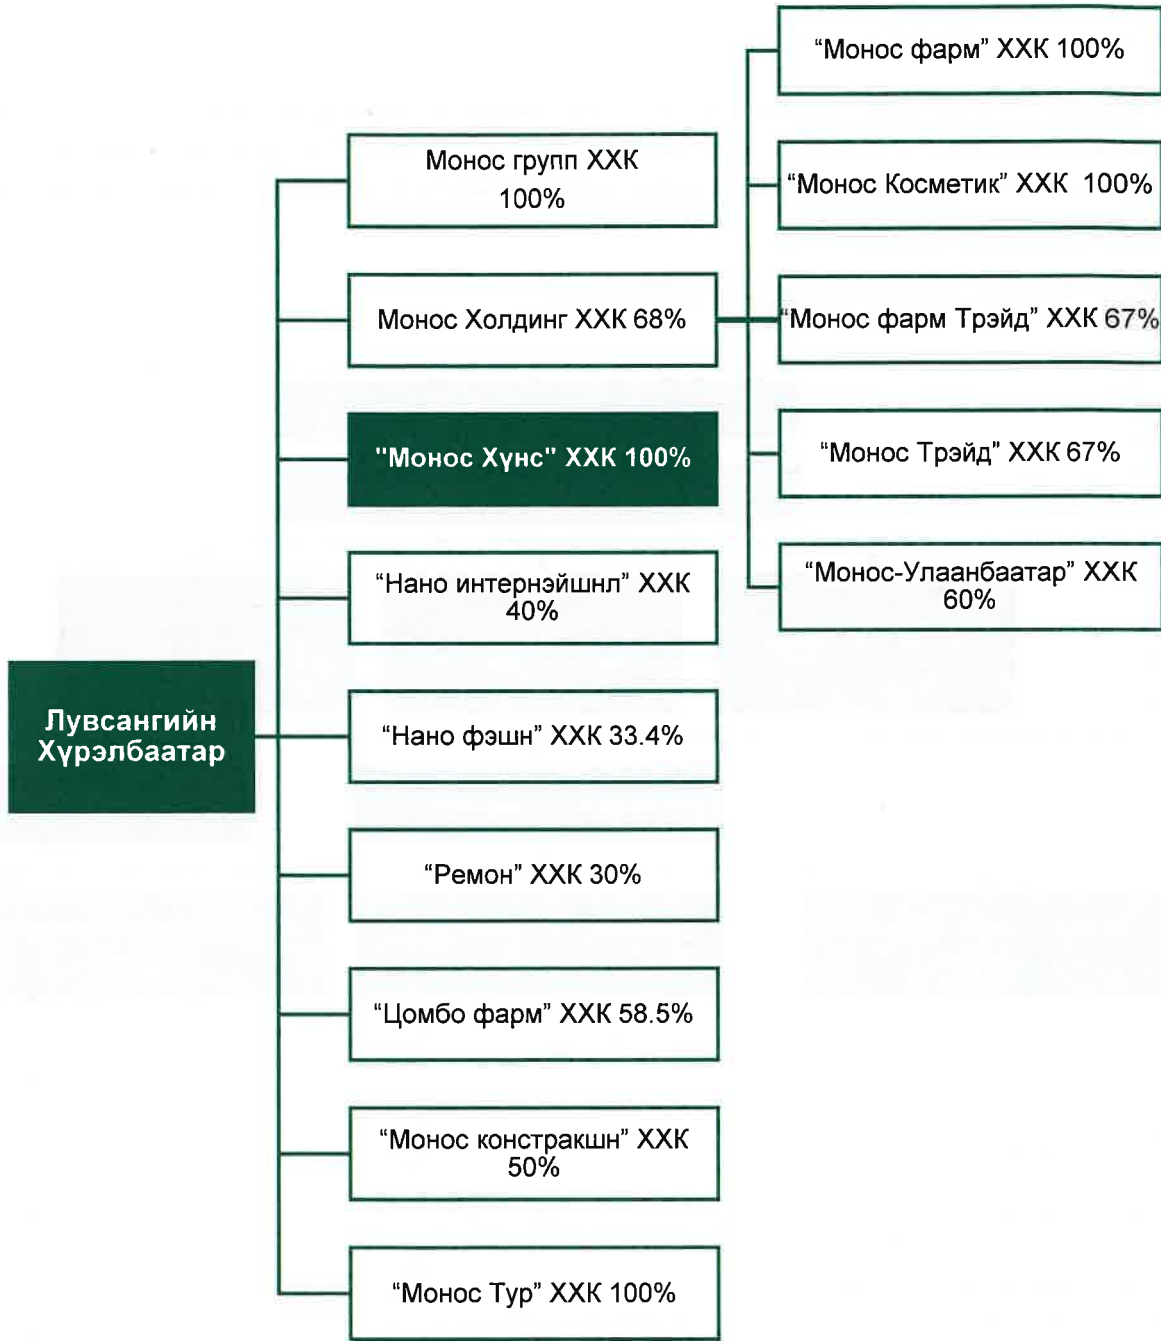 Лувсангийн
Хүрэлбаатар
Монос групп ХХК
100%
Монос Холдинг ХХК 68%
"Монос Хүнс" ХХК 100%
“Нано интернэйшнл” ХХК
40%
“Нано фэшн” ХХК 33.4%
“Ремон” ХХК 30%
“Цомбо фарм” ХХК 58.5%
“Монос констракшн” ХХК
50%
“Монос Тур” ХХК 100%
“Монос фарм” ХХК 100%
“Монос Косметик” ХХК 100%
“Монос фарм Трэйд” ХХК 67%
“Монос Трэйд” ХХК 67%
“Монос-Улаанбаатар” ХХК
60%